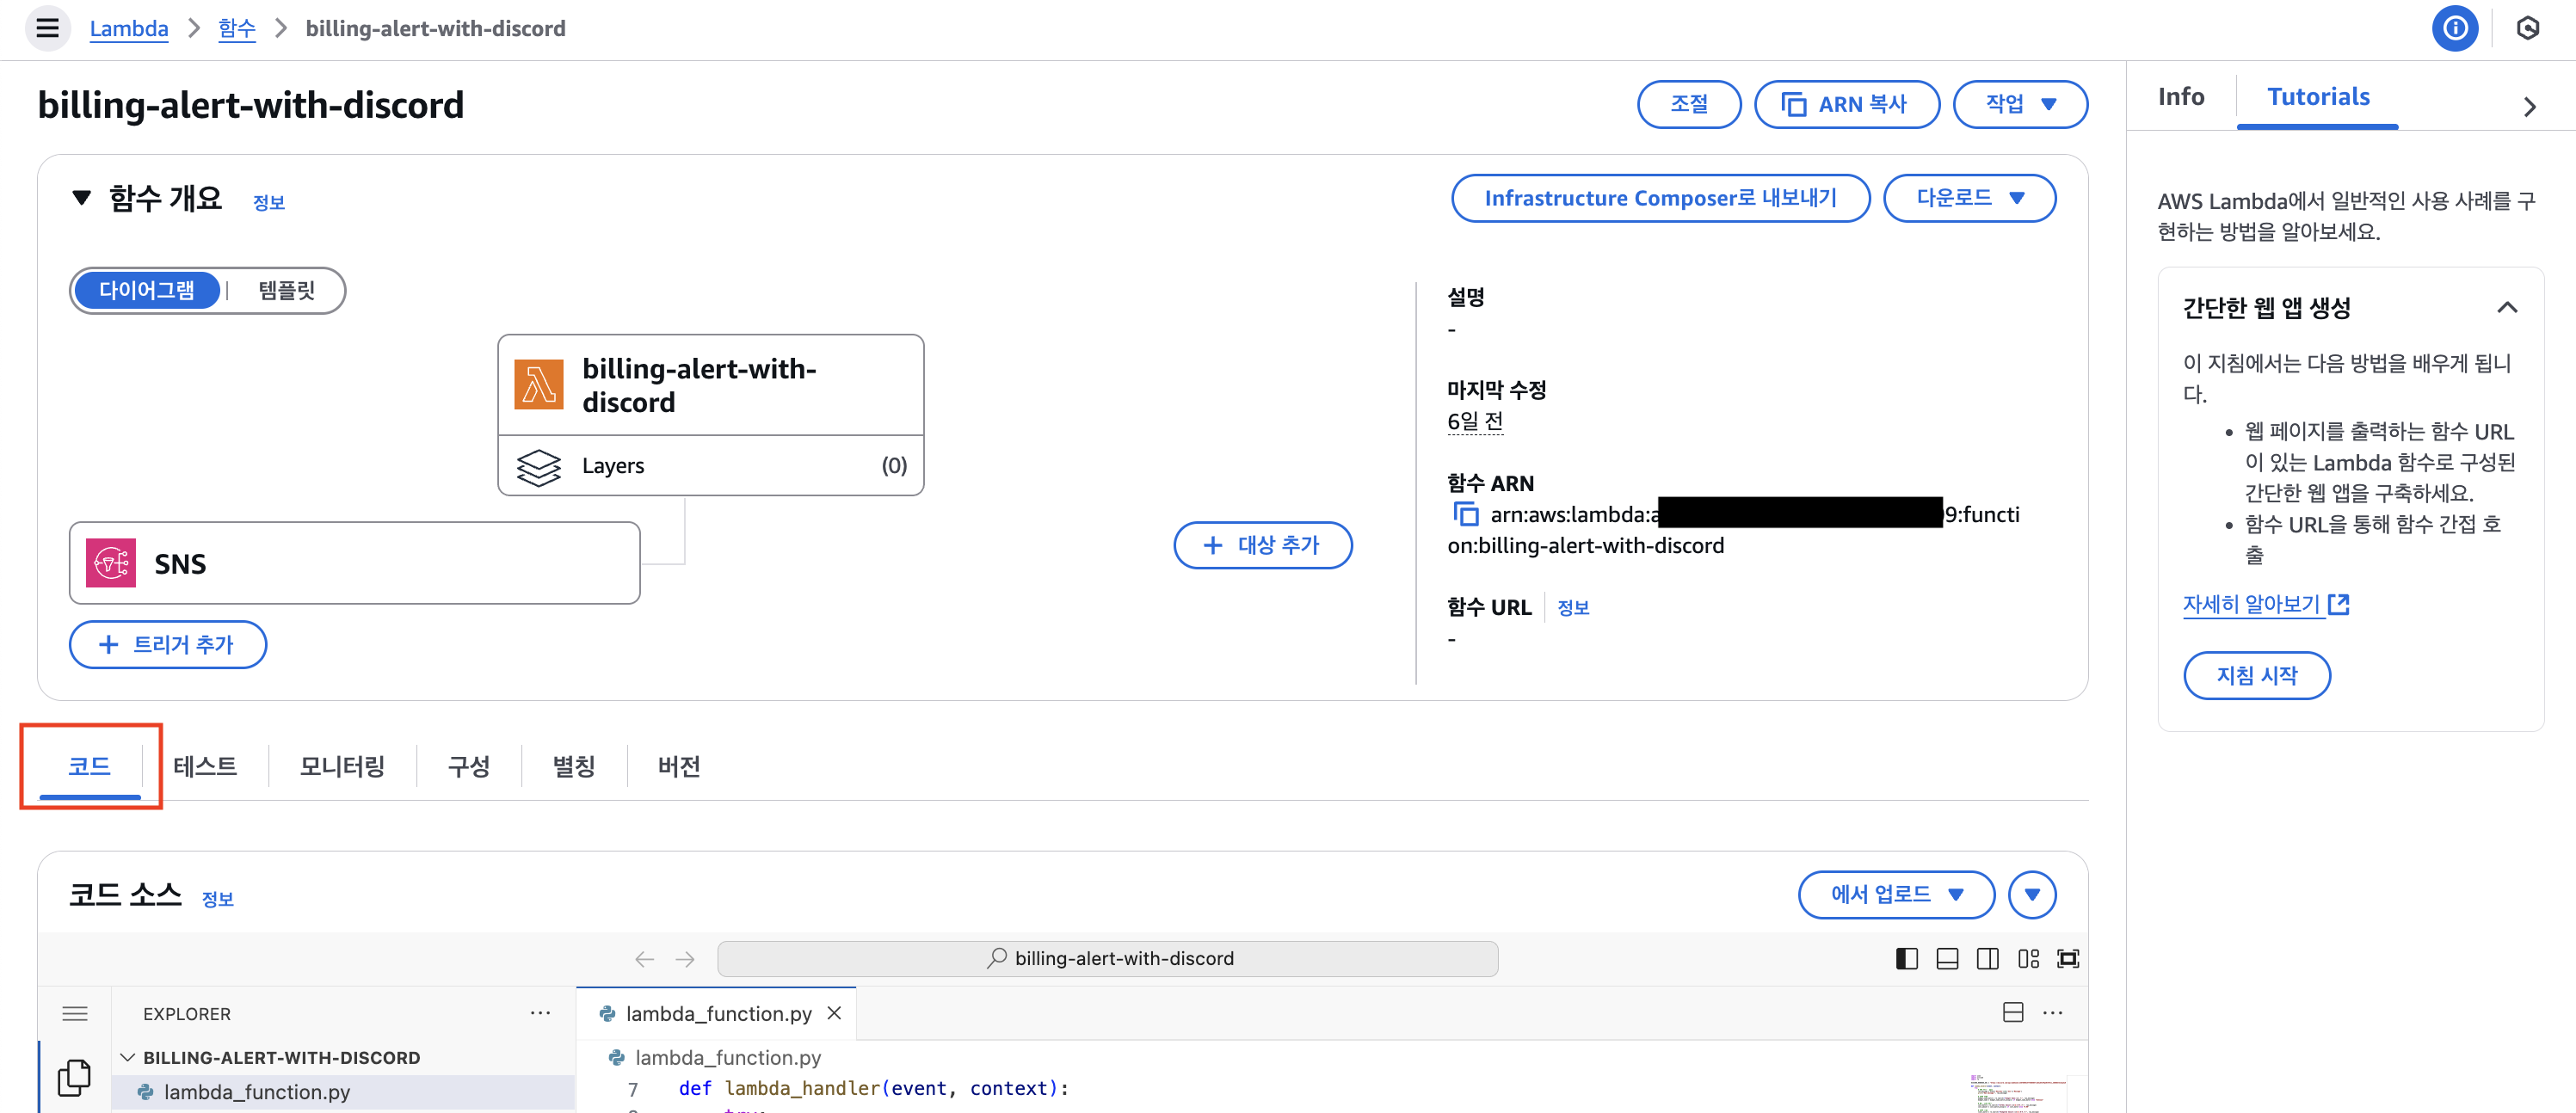 Lambda > 함수 > billing-alert-with-discord
billing-alert-with-discord
조절
ARN 복사
작업
함수 개요 정보
Infrastructure Composer로 내보내기
다운로드
다이어그램 | 템플릿
billing-alert-with-
discord
Layers (0)
SNS
+ 트리거 추가
+ 대상 추가
설명
-
마지막 수정
6일 전
함수 ARN
arn:aws:lambda:a 9:functi
on:billing-alert-with-discord
함수 URL 정보
-
코드 테스트 모니터링 구성 별칭 버전
코드 소스 정보
에서 업로드
billing-alert-with-discord
EXPLORER ...
BILLING-ALERT-WITH-DISCORD
lambda_function.py
lambda_function.py ×
...
lambda_function.py
7 def lambda_handler(event, context):
Info Tutorials
AWS Lambda에서 일반적인 사용 사례를 구
현하는 방법을 알아보세요.
간단한 웹 앱 생성
이 지침에서는 다음 방법을 배우게 됩니
다.
• 웹 페이지를 출력하는 함수 URL
이 있는 Lambda 함수로 구성된
간단한 웹 앱을 구축하세요.
• 함수 URL을 통해 함수 간접 호
출
자세히 알아보기
지침 시작